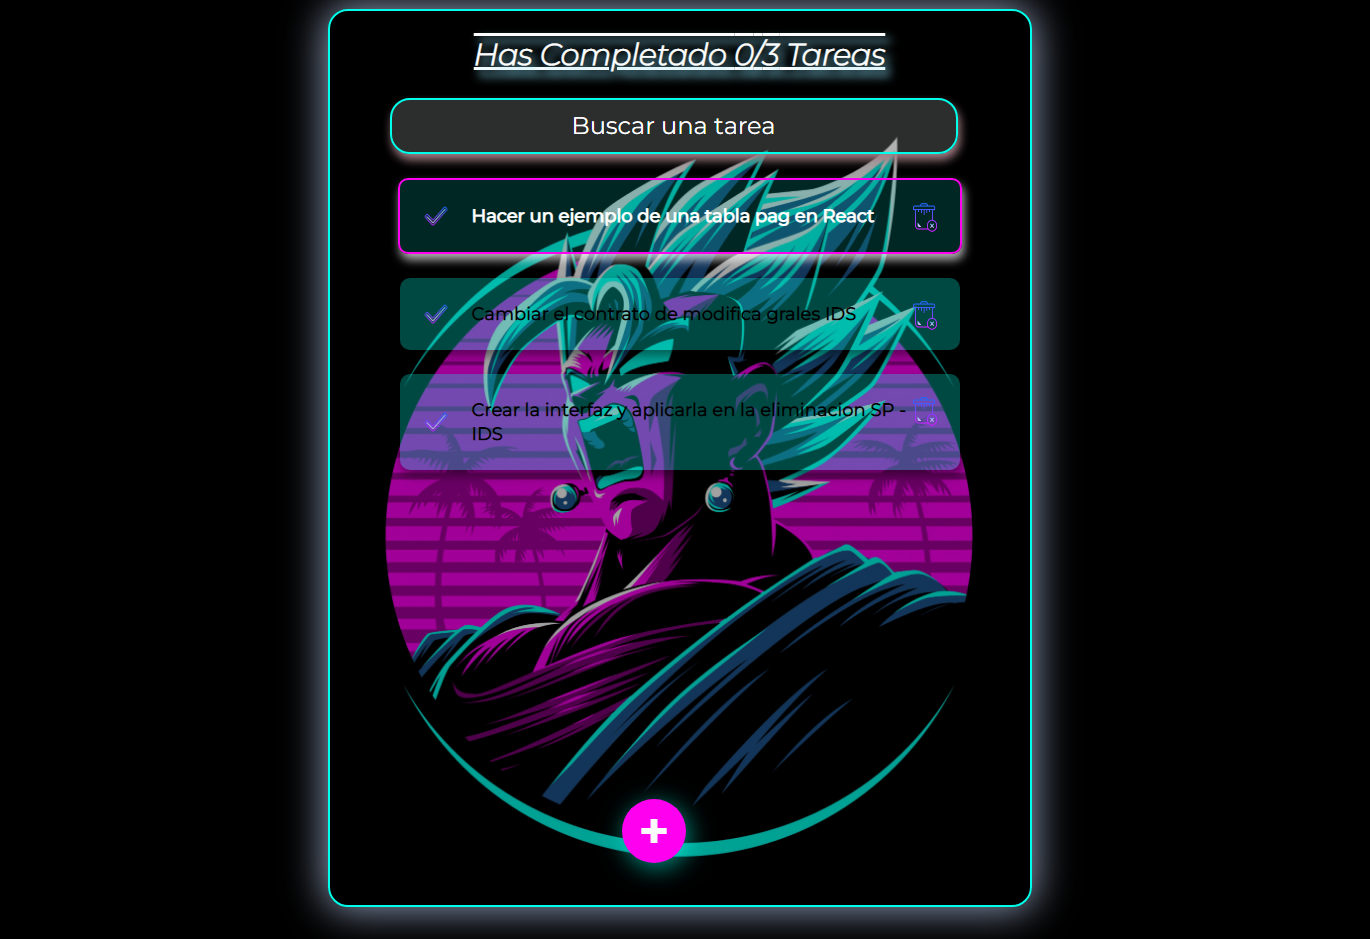 Has Completado 0/3 Tareas
Buscar una tarea
Hacer un ejemplo de una tabla pag en React
Cambiar el contrato de modifica grales IDS
Crear la interfaz y aplicarla en la eliminacion SP -
IDS
+